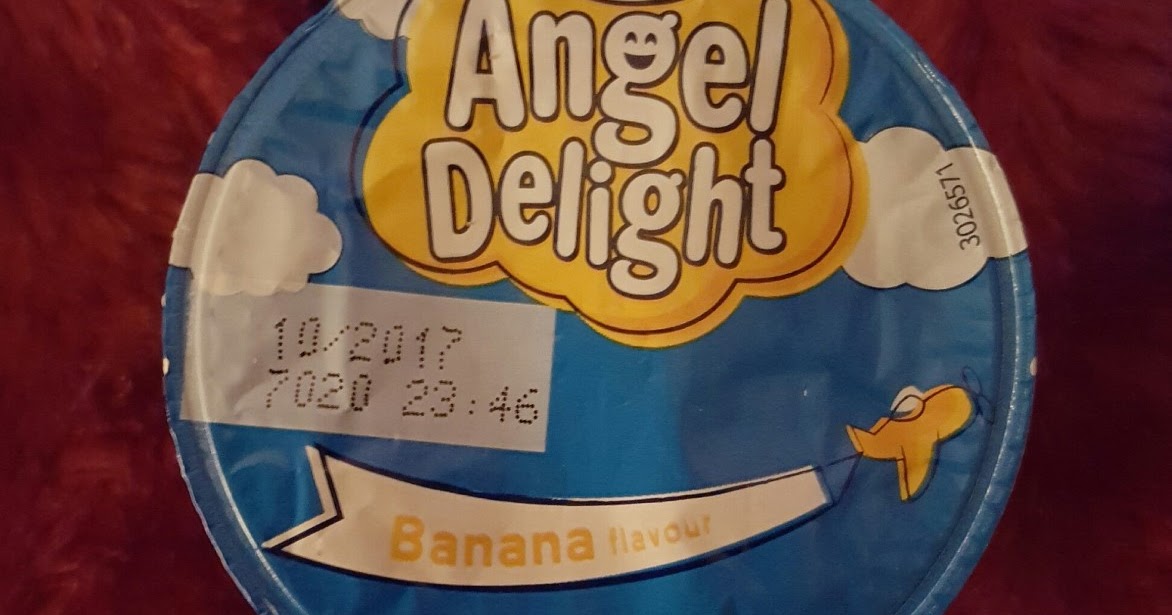 Angel
Delight
3026571
10/2017
7020 23:46
Banana flavour